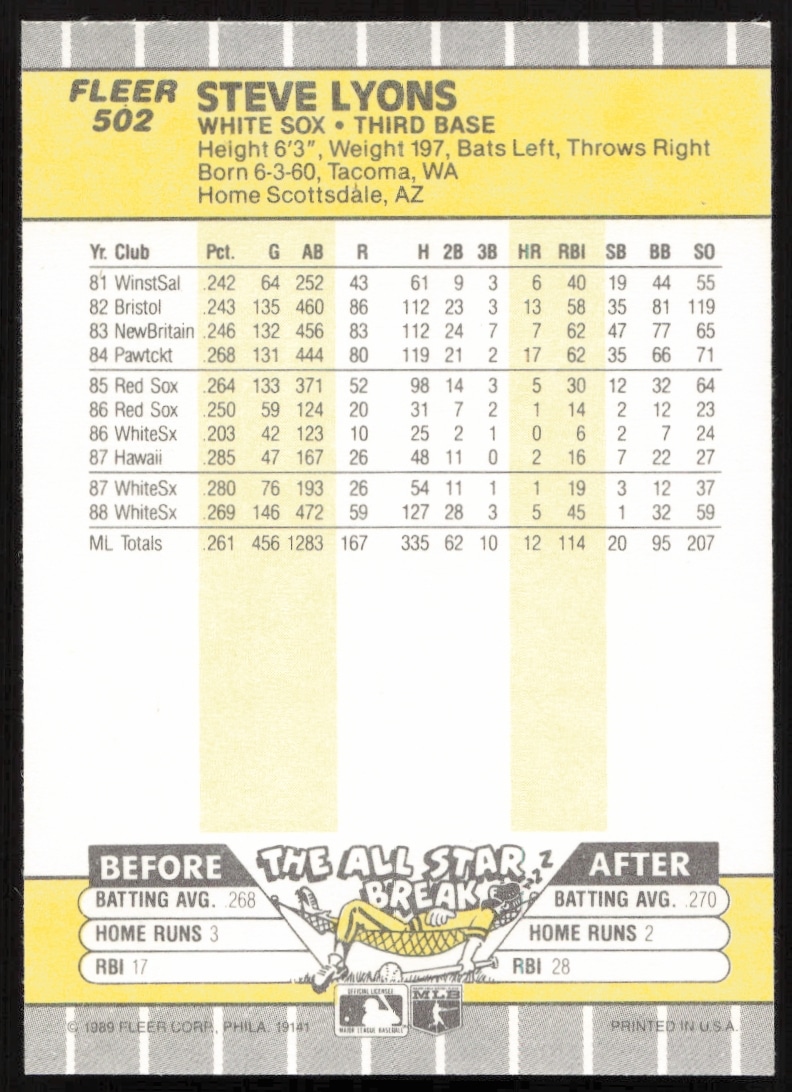 FLEER
502
STEVE LYONS
WHITE SOX • THIRD BASE
Height 6'3", Weight 197, Bats Left, Throws Right
Born 6-3-60, Tacoma, WA
Home Scottsdale, AZ
Yr. Club Pct. G AB R H 2B 3B HR RBI SB BB SO
81 WinstSal .242 64 252 43 61 9 3 6 40 19 44 55
82 Bristol .243 135 460 86 112 23 3 13 58 35 81 119
83 NewBritain .246 132 456 83 112 24 7 7 62 47 77 65
84 Pawtckt .268 131 444 80 119 21 2 17 62 35 66 71
85 Red Sox .264 133 371 52 98 14 3 5 30 12 32 64
86 Red Sox .250 59 124 20 31 7 2 1 14 2 12 23
86 WhiteSx .203 42 123 10 25 2 1 0 6 2 7 24
87 Hawaii .285 47 167 26 48 11 0 2 16 7 22 27
87 WhiteSx .280 76 193 26 54 11 1 1 19 3 12 37
88 WhiteSx .269 146 472 59 127 28 3 5 45 1 32 59
ML Totals .261 456 1283 167 335 62 10 12 114 20 95 207
THE ALL STAR
BREAK
ZZZZ
BEFORE
BATTING AVG. .268
HOME RUNS 3
RBI 17
AFTER
BATTING AVG. .270
HOME RUNS 2
RBI 28
OFFICIAL LICENSEE
MAJOR LEAGUE BASEBALL
MLB
© 1989 FLEER CORP., PHILA. 19141
PRINTED IN U.S.A.